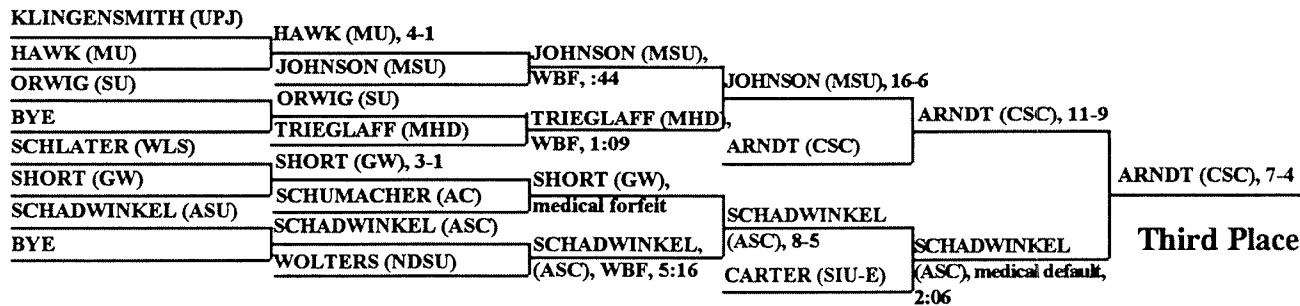 KLINGENSMITH (UPJ)
HAWK (MU)
ORWIG (SU)
BYE
SCHLATER (WLS)
SHORT (GW)
SCHADWINKEL (ASU)
BYE
HAWK (MU), 4-1
JOHNSON (MSU)
ORWIG (SU)
TRIEGLAFF (MHD)
SHORT (GW), 3-1
SCHUMACHER (AC)
SCHADWINKEL (ASC)
WOLTERS (NDSU)
JOHNSON (MSU),
WBF, :44
TRIEGLAFF (MHD),
WBF, 1:09
SHORT (GW),
medical forfeit
SCHADWINKEL,
(ASC), WBF, 5:16
JOHNSON (MSU), 16-6
ARNDT (CSC)
SCHADWINKEL
(ASC), 8-5
CARTER (SIU-E)
ARNDT (CSC), 11-9
SCHADWINKEL
(ASC), medical default,
2:06
ARNDT (CSC), 7-4
Third Place